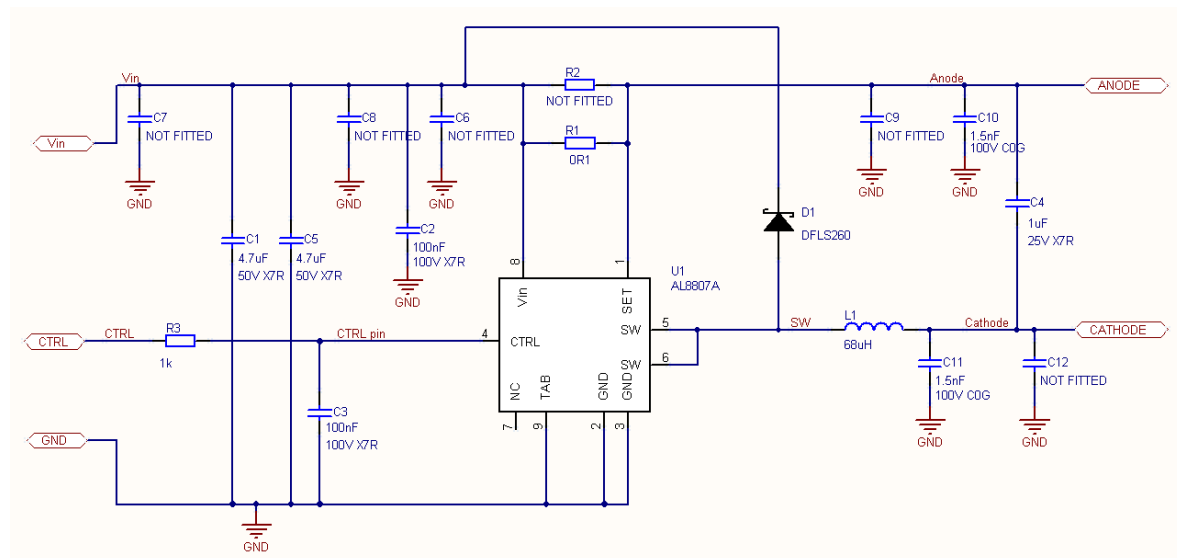 Vin
R2
NOT FITTED
Anode
ANODE
C7
NOT FITTED
C8
NOT FITTED
C6
NOT FITTED
R1
0R1
C9
NOT FITTED
C10
1.5nF
100V C0G
Vin
GND
GND
GND
GND
GND
C4
1uF
25V X7R
D1
DFLS260
C1
4.7uF
50V X7R
C5
4.7uF
50V X7R
C2
100nF
100V X7R
GND
8
1
U1
AL8807A
Vin
SET
CTRL
CTRL
R3
1k
CTRL pin
4
CTRL
SW
5
SW
6
SW
L1
68uH
Cathode
CATHODE
C11
1.5nF
100V C0G
C12
NOT FITTED
GND
GND
NC
TAB
GND
GND
7
9
2
3
C3
100nF
100V X7R
GND
GND